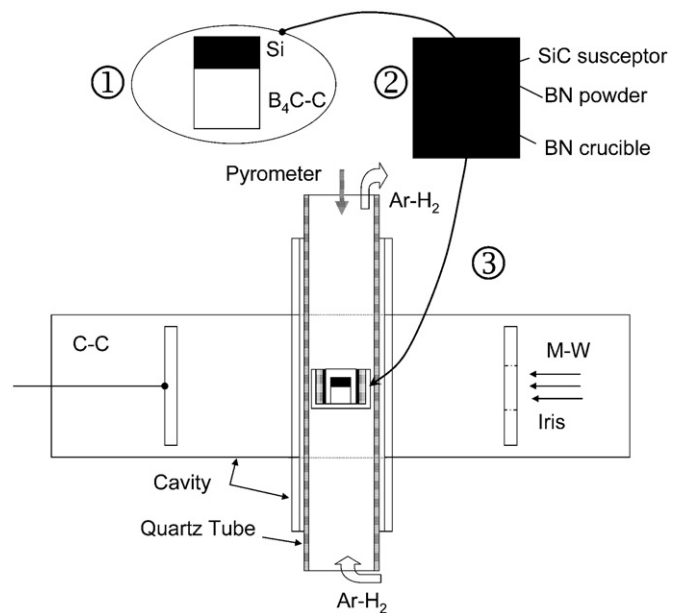 ①
Si
B₄C-C
②
SiC susceptor
BN powder
BN crucible
Pyrometer
Ar-H₂
③
C-C
M-W
Iris
Cavity
Quartz Tube
Ar-H₂